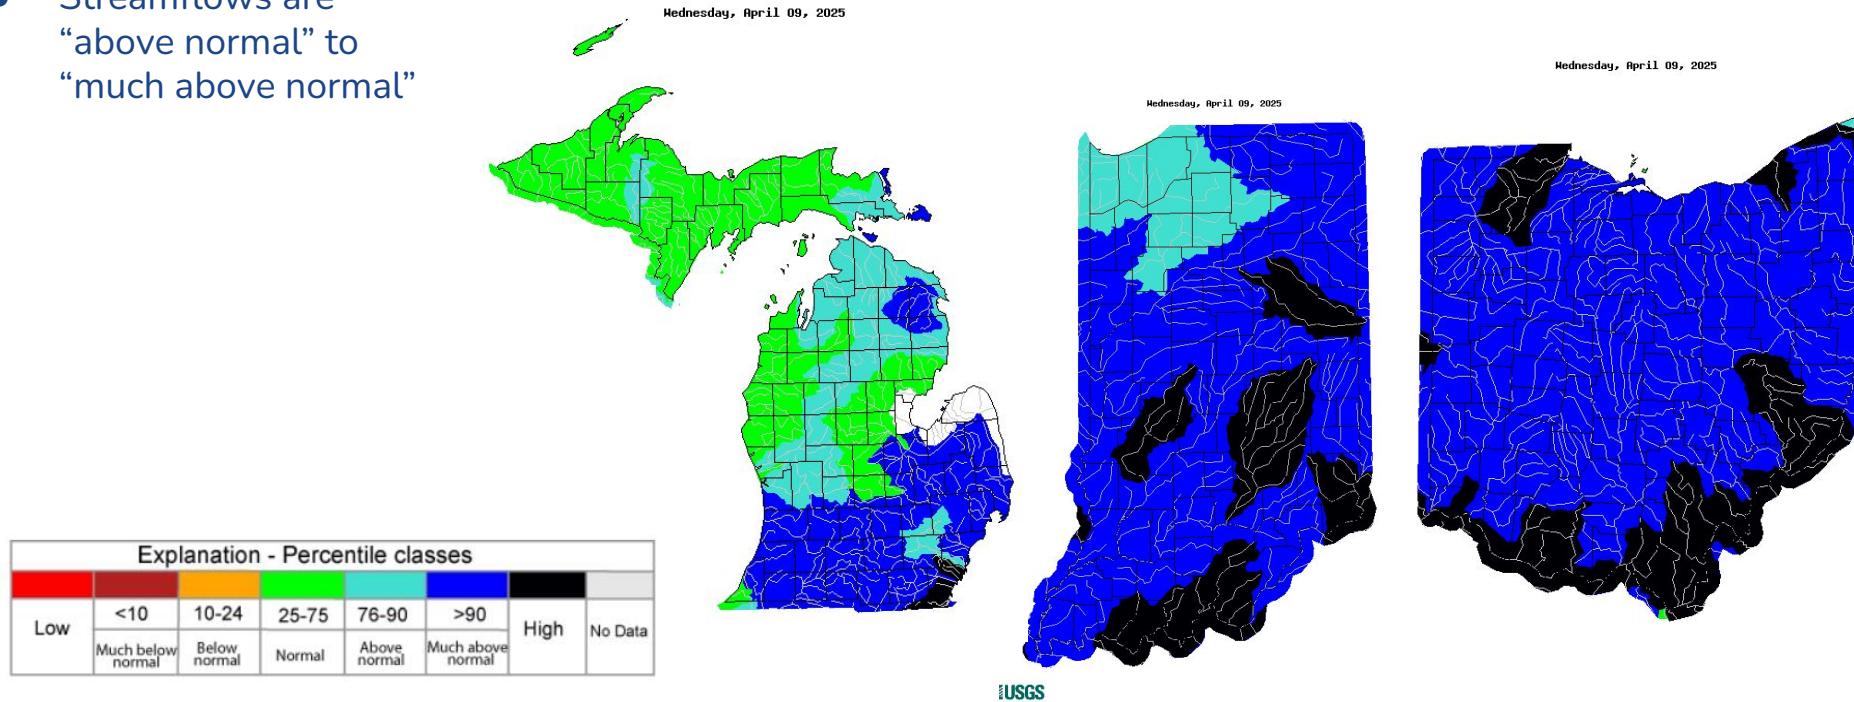 Streamflows are
“above normal” to
“much above normal”
Wednesday, April 09, 2025
Wednesday, April 09, 2025
Wednesday, April 09, 2025
Explanation - Percentile classes
Low
<10
10-24
25-75
76-90
>90
High
No Data
Much below
normal
Below
normal
Normal
Above
normal
Much above
normal
USGS